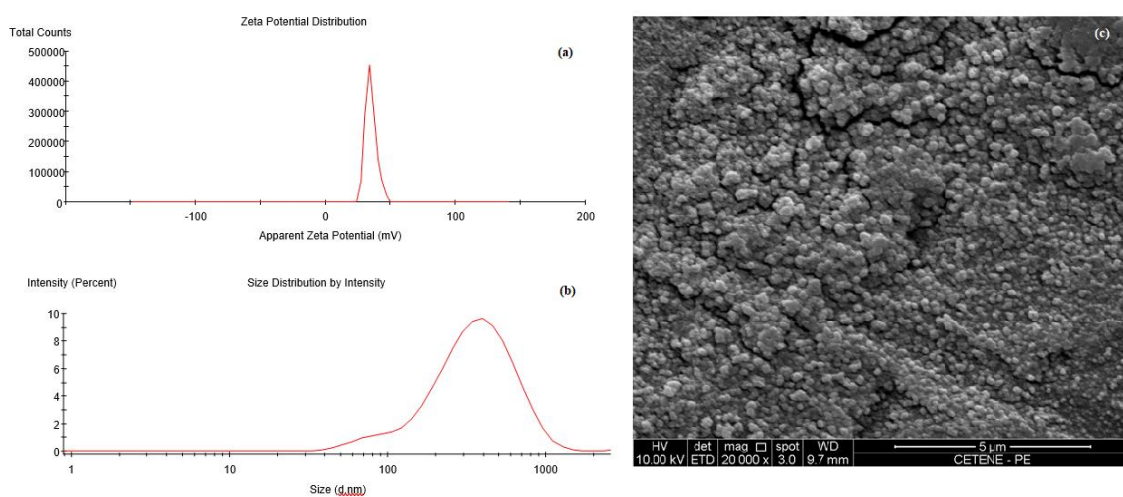 Zeta Potential Distribution
Total Counts
(a)
500000
400000
300000
200000
100000
0
-100 0 100 200
Apparent Zeta Potential (mV)
Intensity (Percent)
Size Distribution by Intensity
(b)
10
8
6
4
2
0
1 10 100 1000
Size (d.nm)
(c)
HV det mag spot WD
10.00 kV ETD 20 000 x 3.0 9.7 mm
5 µm
CETENE - PE